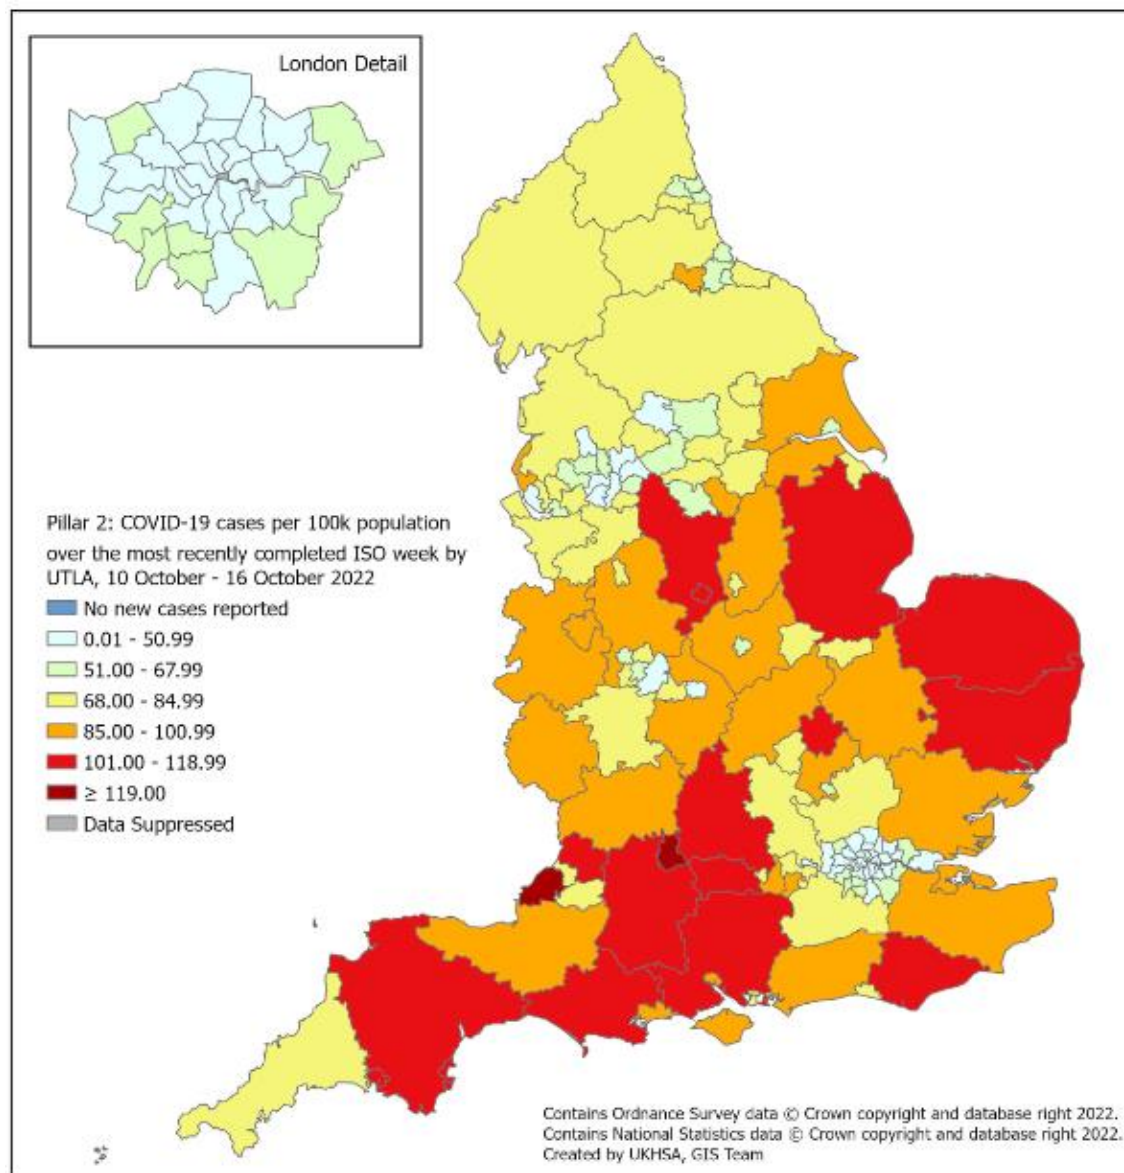 London Detail
Pillar 2: COVID-19 cases per 100k population
over the most recently completed ISO week by
UTLA, 10 October - 16 October 2022
No new cases reported
0.01 - 50.99
51.00 - 67.99
68.00 - 84.99
85.00 - 100.99
101.00 - 118.99
≥ 119.00
Data Suppressed
Contains Ordnance Survey data © Crown copyright and database right 2022.
Contains National Statistics data © Crown copyright and database right 2022.
Created by UKHSA, GIS Team